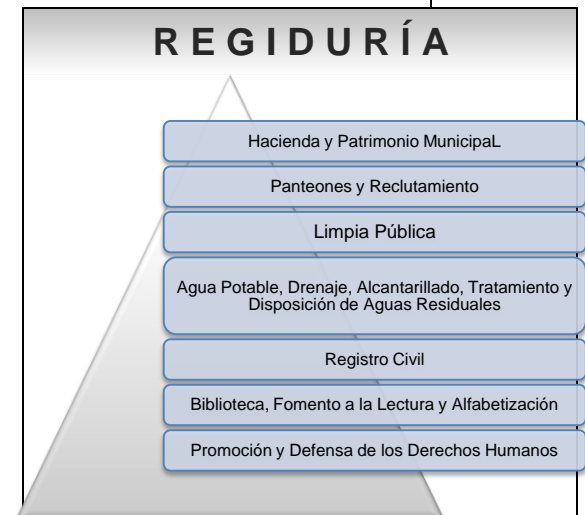 REGIDURÍA
Hacienda y Patrimonio MunicipaL
Panteones y Reclutamiento
Limpia Pública
Agua Potable, Drenaje, Alcantarillado, Tratamiento y
Disposición de Aguas Residuales
Registro Civil
Biblioteca, Fomento a la Lectura y Alfabetización
Promoción y Defensa de los Derechos Humanos